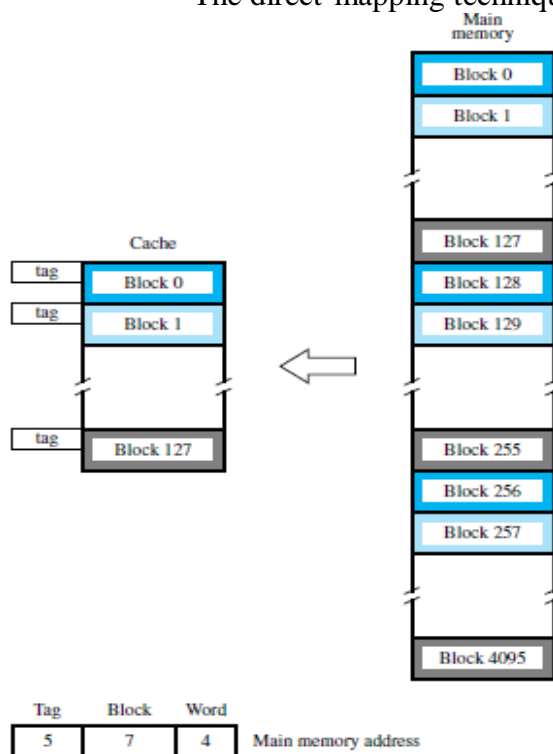 The direct-mapping techniqu
Main
memory
Block 0
Block 1
Block 127
Block 128
Block 129
Block 255
Block 256
Block 257
Block 4095
Cache
tag
Block 0
tag
Block 1
tag
Block 127
Tag Block Word
5 7 4 Main memory address